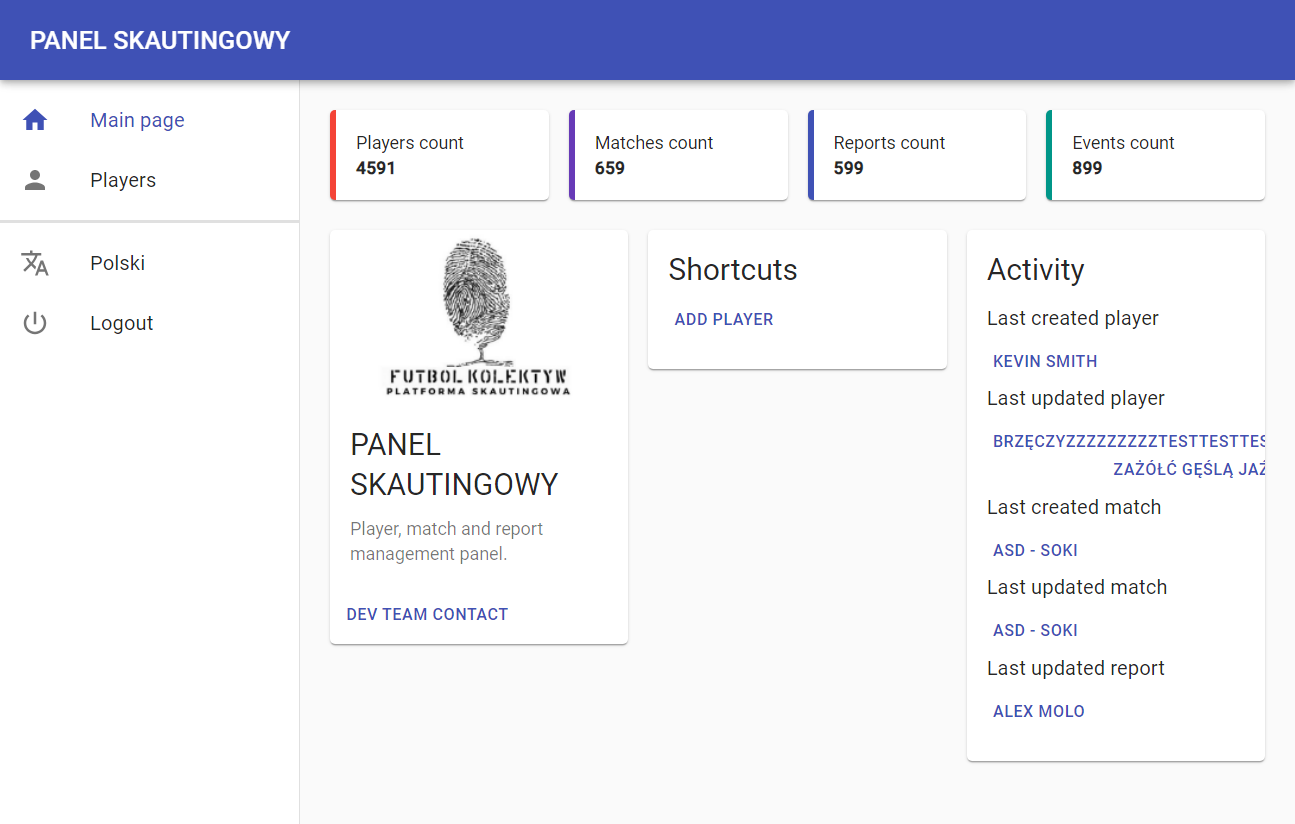 PANEL SKAUTINGOWY
Main page
Players
Polski
Logout
Players count
4591
Matches count
659
Reports count
599
Events count
899
FUTBOL KOLEKTYW
PLATFORMA SKAUTINGOWA
PANEL
SKAUTINGOWY
Player, match and report
management panel.
DEV TEAM CONTACT
Shortcuts
ADD PLAYER
Activity
Last created player
KEVIN SMITH
Last updated player
BRZĘCZYZZZZZZZZZTESTTESTTES
ZAŻÓŁĆ GĘŚLĄ JAŹ
Last created match
ASD - SOKI
Last updated match
ASD - SOKI
Last updated report
ALEX MOLO